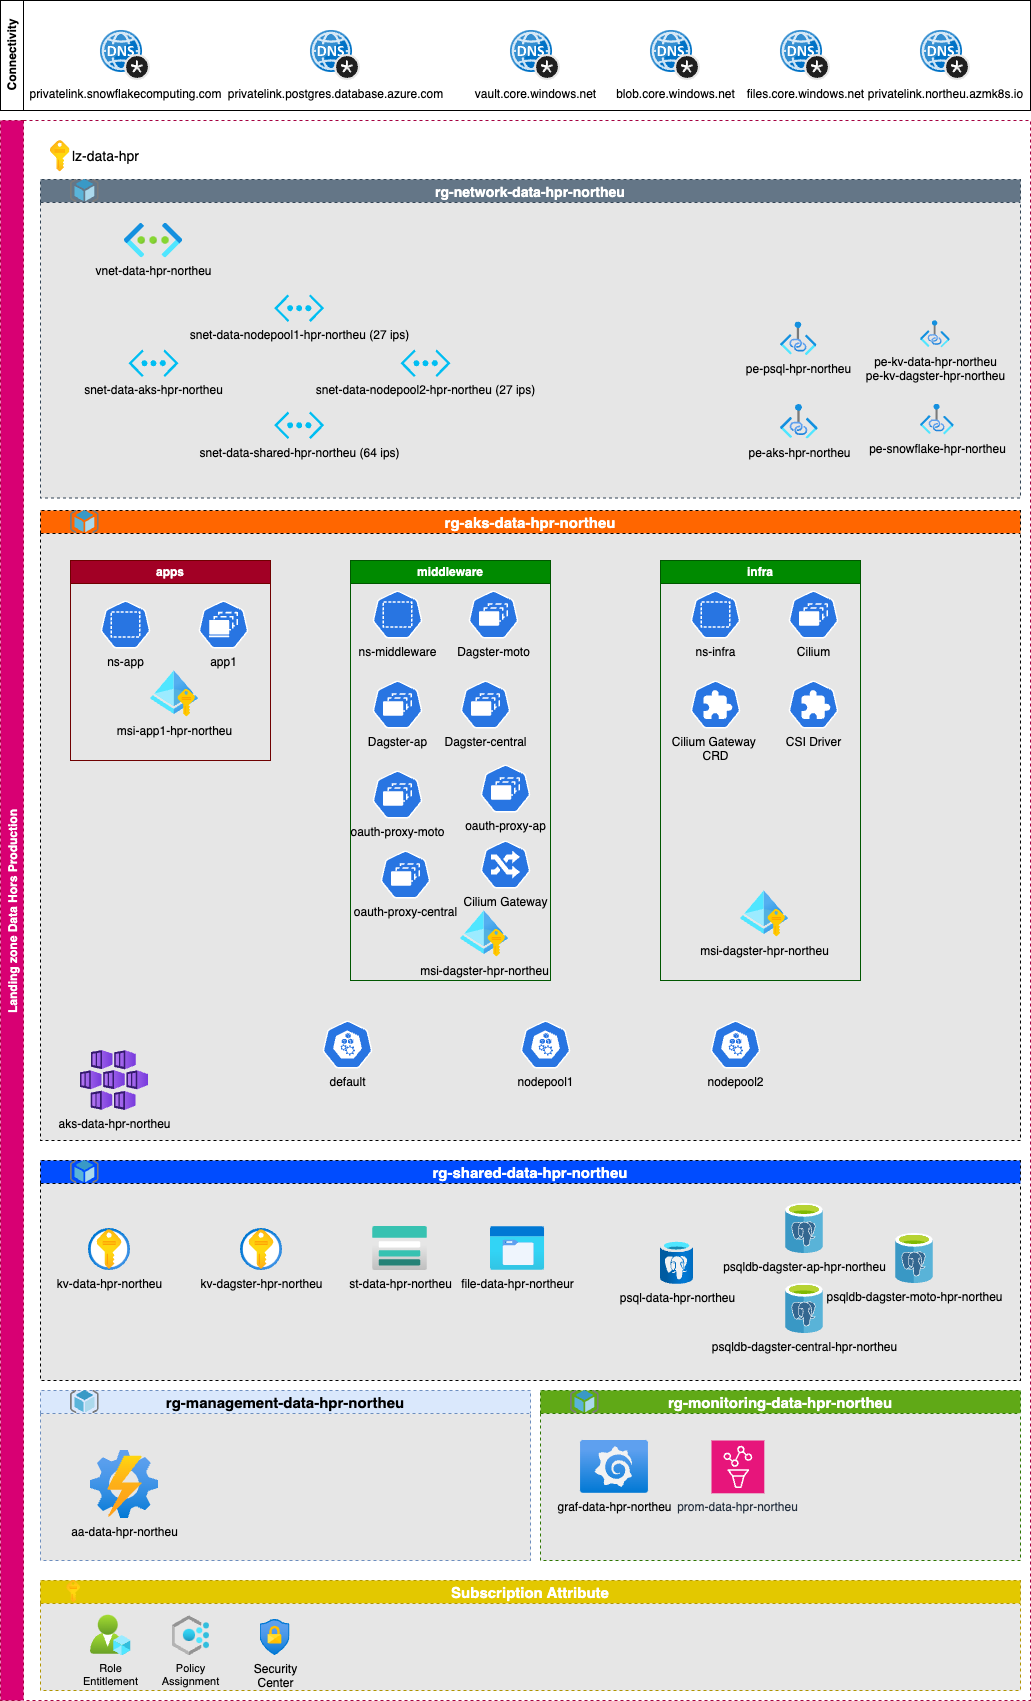 Connectivity
DNS
DNS
DNS
DNS
DNS
DNS
privatelink.snowflakecomputing.com
privatelink.postgres.database.azure.com
vault.core.windows.net
blob.core.windows.net
files.core.windows.net
privatelink.northeu.azmk8s.io
Landing zone Data Hors Production
lz-data-hpr
rg-network-data-hpr-northeu
vnet-data-hpr-northeu
snet-data-nodepool1-hpr-northeu (27 ips)
snet-data-aks-hpr-northeu
snet-data-nodepool2-hpr-northeu (27 ips)
snet-data-shared-hpr-northeu (64 ips)
pe-psql-hpr-northeu
pe-kv-data-hpr-northeu
pe-kv-dagster-hpr-northeu
pe-aks-hpr-northeu
pe-snowflake-hpr-northeu
rg-aks-data-hpr-northeu
apps
ns-app
app1
msi-app1-hpr-northeu
middleware
ns-middleware
Dagster-moto
Dagster-ap
Dagster-central
oauth-proxy-moto
oauth-proxy-ap
oauth-proxy-central
Cilium Gateway
msi-dagster-hpr-northeu
infra
ns-infra
Cilium
Cilium Gateway
CRD
CSI Driver
msi-dagster-hpr-northeu
default
nodepool1
nodepool2
aks-data-hpr-northeu
rg-shared-data-hpr-northeu
kv-data-hpr-northeu
kv-dagster-hpr-northeu
st-data-hpr-northeu
file-data-hpr-northeur
psql-data-hpr-northeu
psqldb-dagster-ap-hpr-northeu
psqldb-dagster-moto-hpr-northeu
psqldb-dagster-central-hpr-northeu
rg-management-data-hpr-northeu
aa-data-hpr-northeu
rg-monitoring-data-hpr-northeu
graf-data-hpr-northeu
prom-data-hpr-northeu
Subscription Attribute
Role
Entitlement
Policy
Assignment
Security
Center